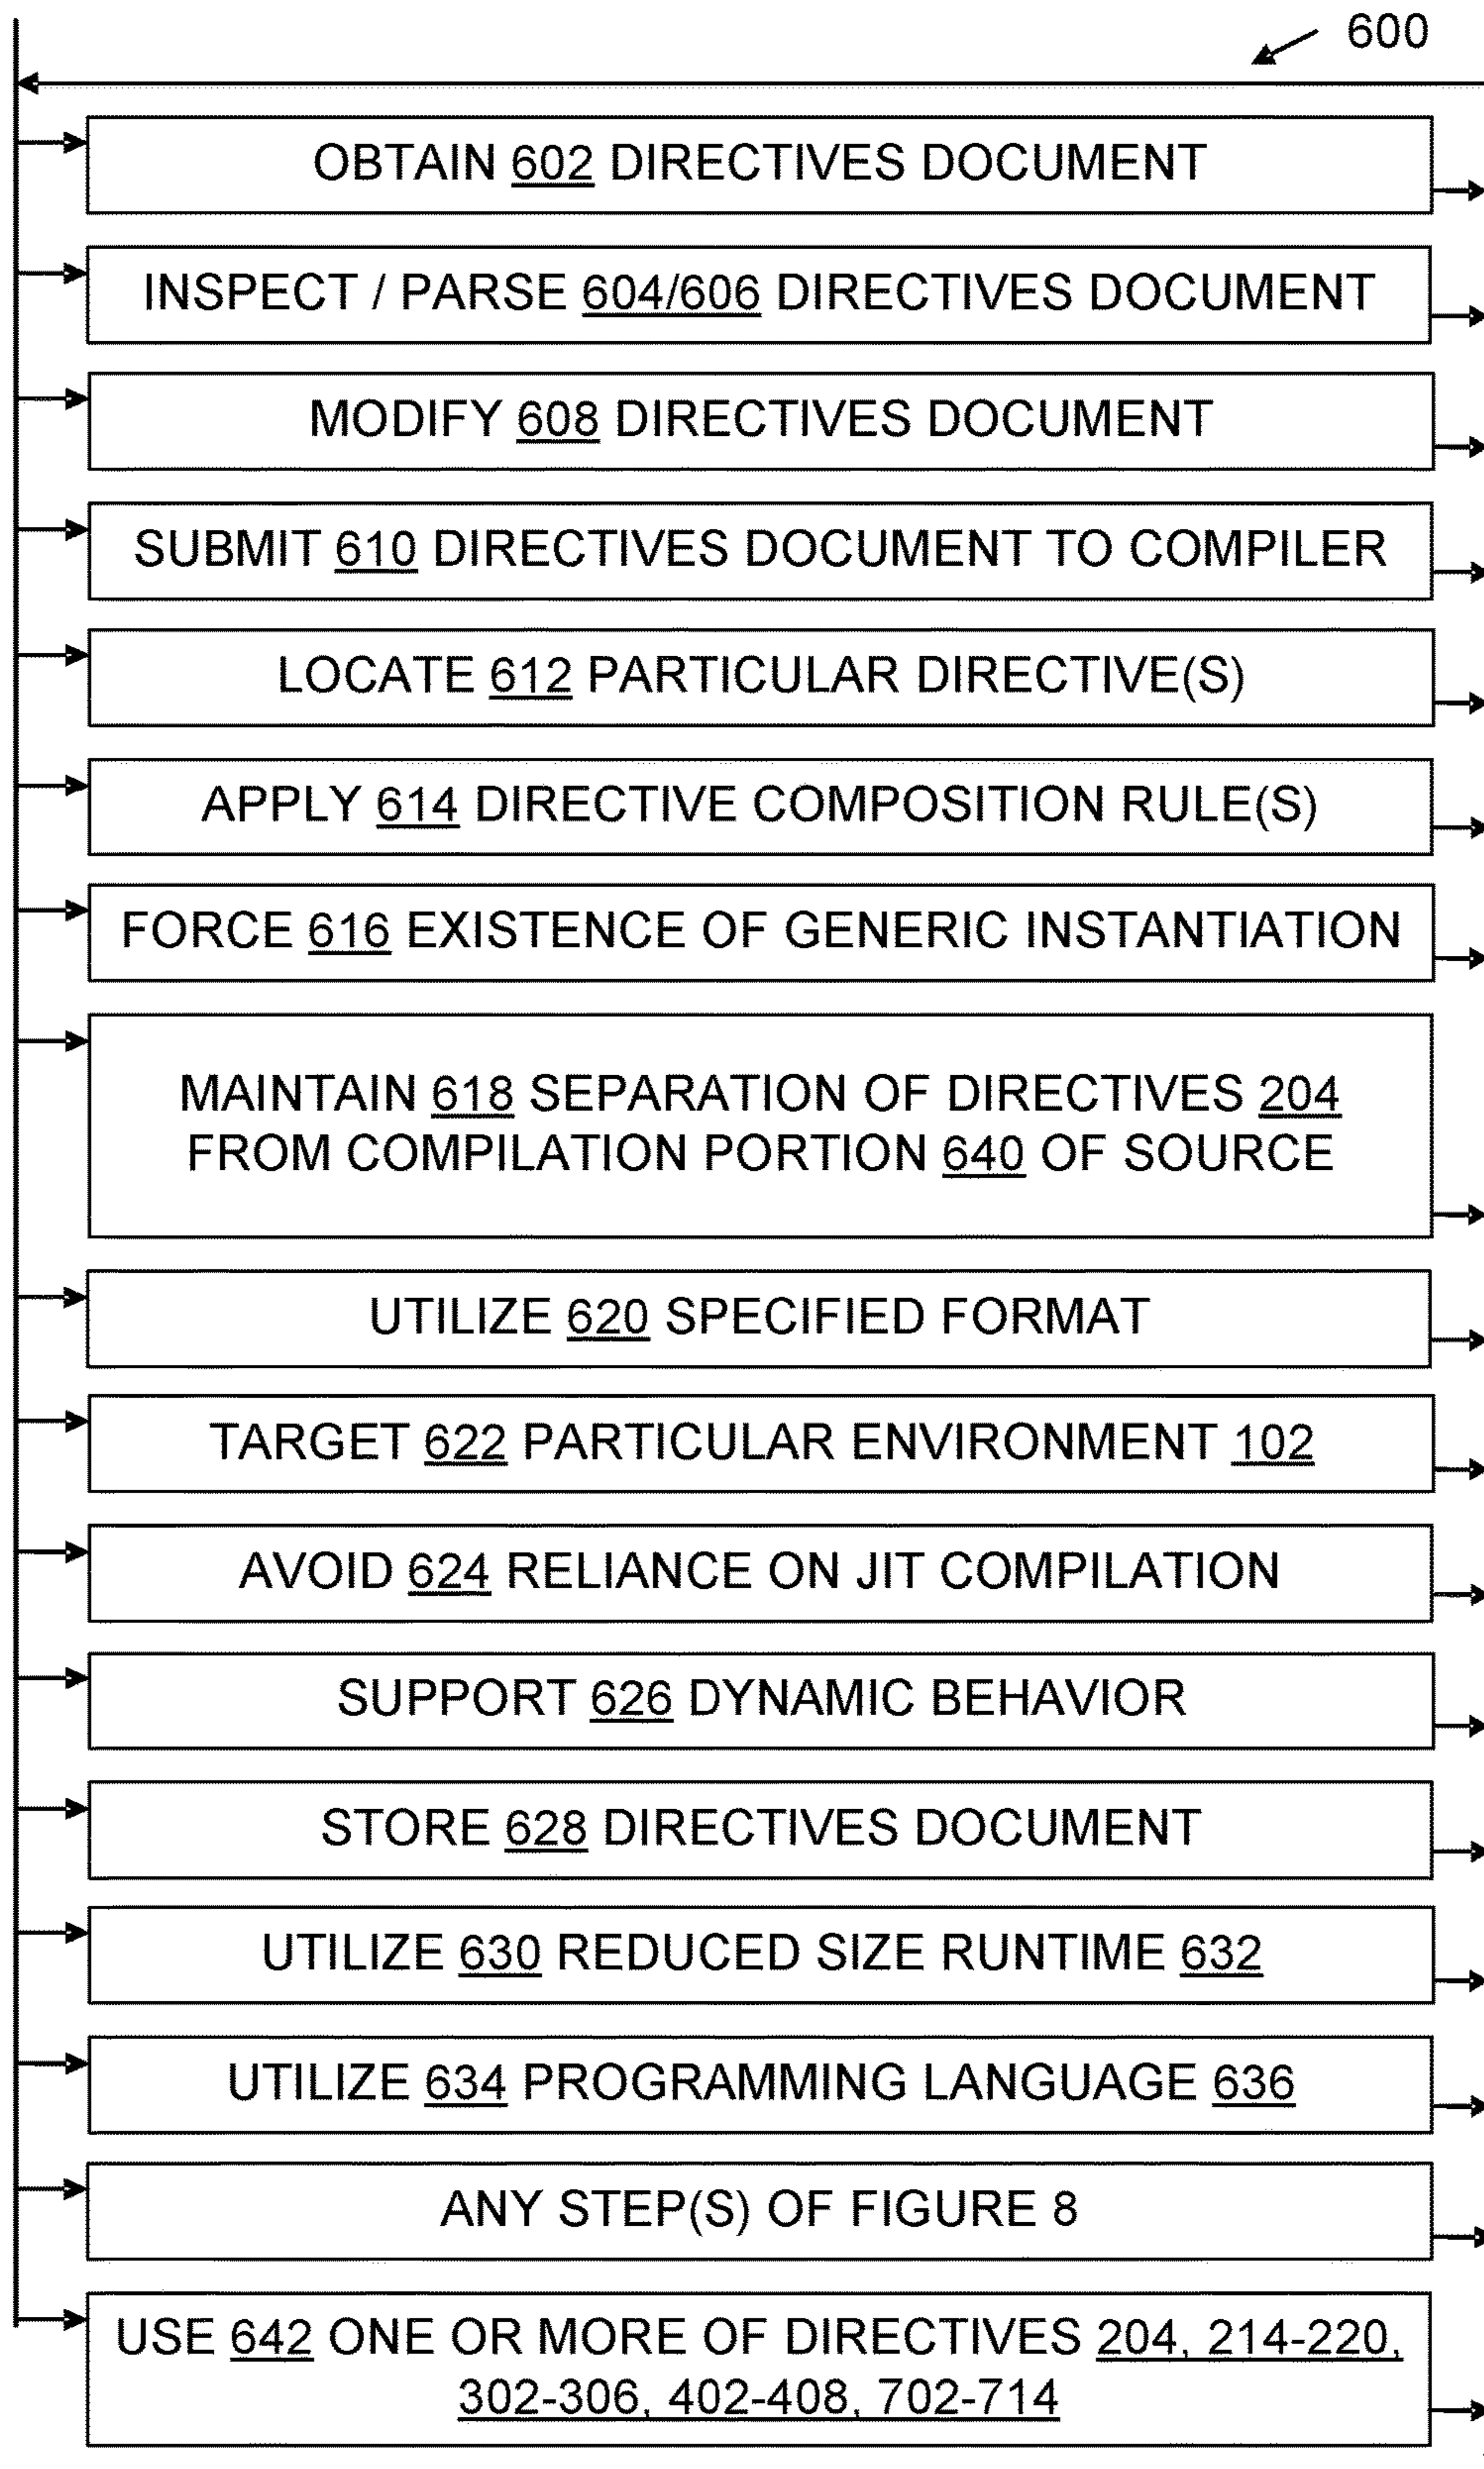 600
OBTAIN 602 DIRECTIVES DOCUMENT
INSPECT / PARSE 604/606 DIRECTIVES DOCUMENT
MODIFY 608 DIRECTIVES DOCUMENT
SUBMIT 610 DIRECTIVES DOCUMENT TO COMPILER
LOCATE 612 PARTICULAR DIRECTIVE(S)
APPLY 614 DIRECTIVE COMPOSITION RULE(S)
FORCE 616 EXISTENCE OF GENERIC INSTANTIATION
MAINTAIN 618 SEPARATION OF DIRECTIVES 204
FROM COMPILATION PORTION 640 OF SOURCE
UTILIZE 620 SPECIFIED FORMAT
TARGET 622 PARTICULAR ENVIRONMENT 102
AVOID 624 RELIANCE ON JIT COMPILATION
SUPPORT 626 DYNAMIC BEHAVIOR
STORE 628 DIRECTIVES DOCUMENT
UTILIZE 630 REDUCED SIZE RUNTIME 632
UTILIZE 634 PROGRAMMING LANGUAGE 636
ANY STEP(S) OF FIGURE 8
USE 642 ONE OR MORE OF DIRECTIVES 204, 214-220,
302-306, 402-408, 702-714